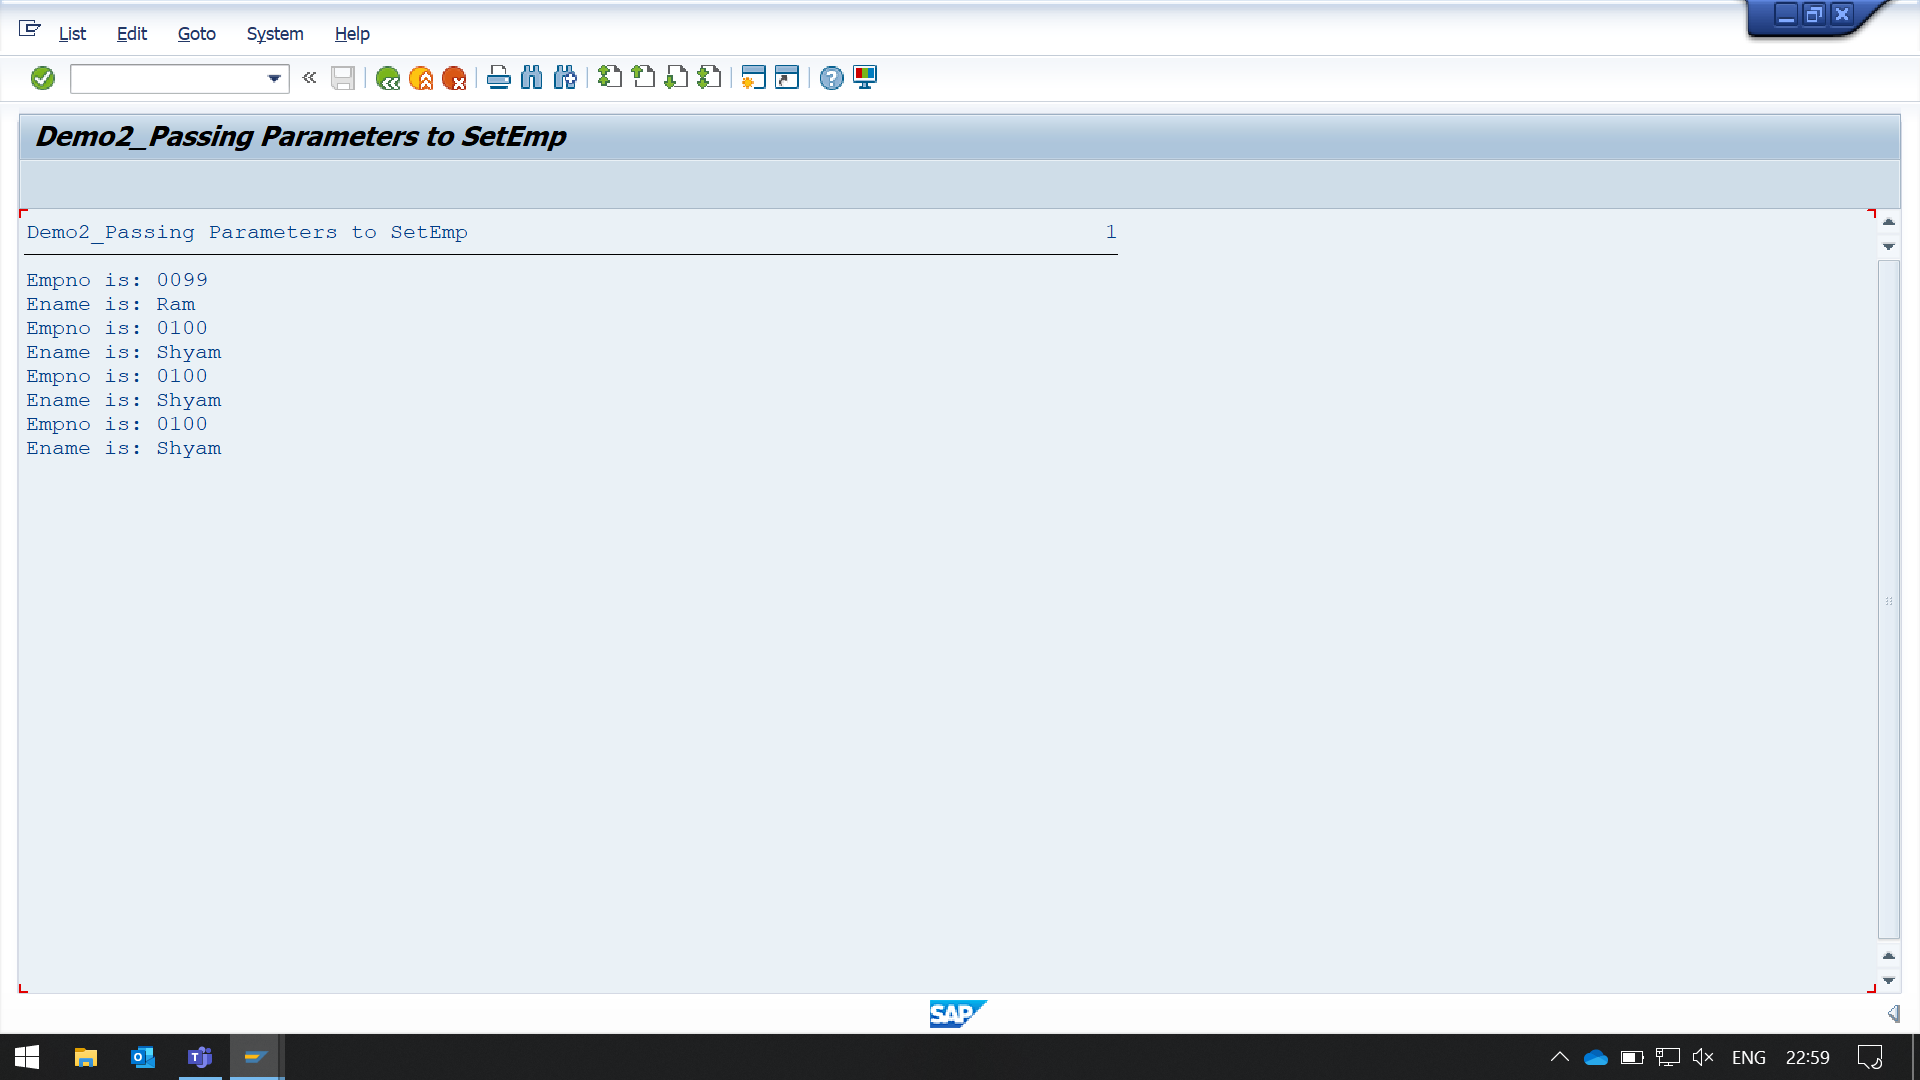 List Edit Goto System Help
Demo2_Passing Parameters to SetEmp
Demo2_Passing Parameters to SetEmp 1
Empno is: 0099
Ename is: Ram
Empno is: 0100
Ename is: Shyam
Empno is: 0100
Ename is: Shyam
Empno is: 0100
Ename is: Shyam
SAP
ENG 22:59